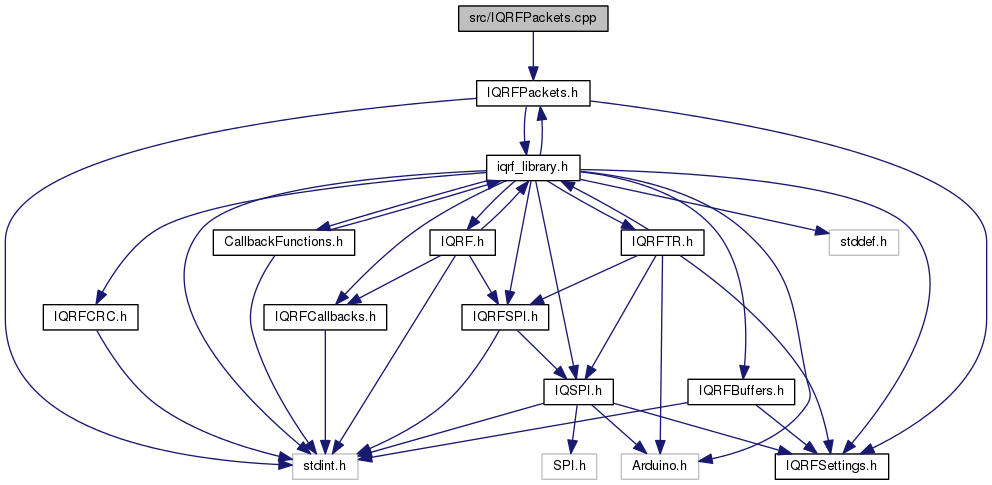 src/IQRFPackets.cpp
IQRFPackets.h
iqrf_library.h
CallbackFunctions.h
IQRF.h
IQRFTR.h
stddef.h
IQRFCRC.h
IQRFCallbacks.h
IQRFSPI.h
IQSPI.h
IQRFBuffers.h
stdint.h
SPI.h
Arduino.h
IQRFSettings.h